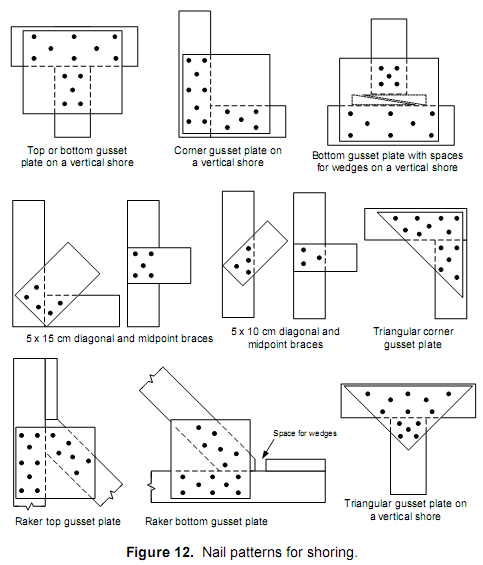 Top or bottom gusset
plate on a vertical shore
Corner gusset plate on
a vertical shore
Bottom gusset plate with spaces
for wedges on a vertical shore
5 x 15 cm diagonal and midpoint braces
5 x 10 cm diagonal and
midpoint braces
Triangular corner
gusset plate
Space for wedges
Raker top gusset plate
Raker bottom gusset plate
Triangular gusset plate on
a vertical shore
Figure 12. Nail patterns for shoring.